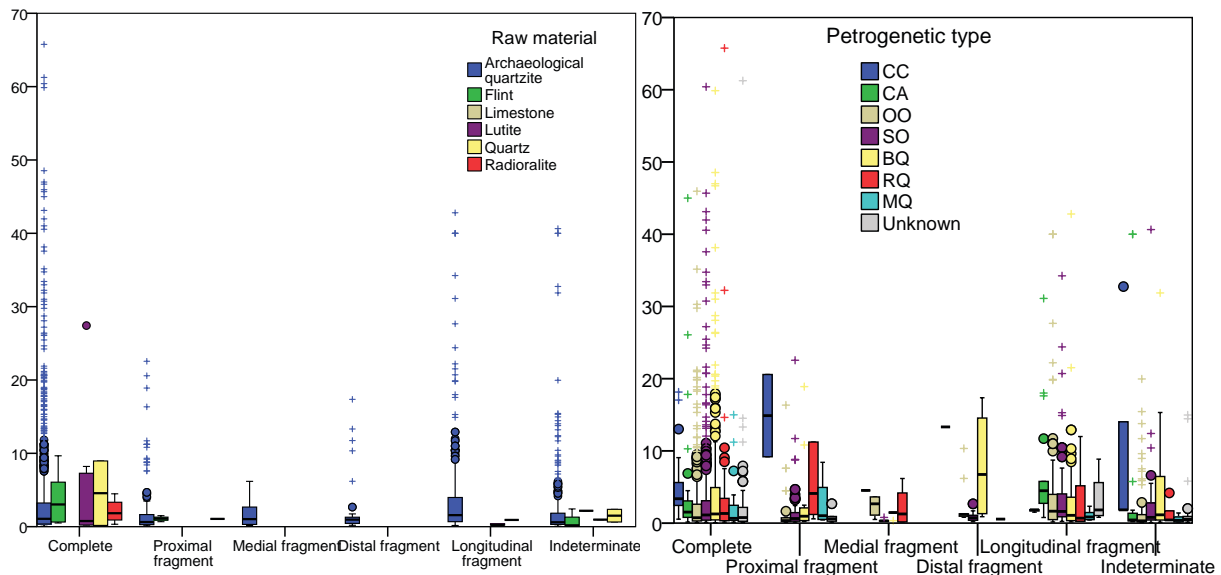 70
60
50
40
30
20
10
0
Raw material
Archaeological
quartzite
Flint
Limestone
Lutite
Quartz
Radioralite
Complete
Proximal
fragment
Medial fragment
Distal fragment
Longitudinal
fragment
Indeterminate
70
60
50
40
30
20
10
0
Petrogenetic type
CC
CA
OO
SO
BQ
RQ
MQ
Unknown
Complete
Proximal fragment
Medial fragment
Distal fragment
Longitudinal fragment
Indeterminate